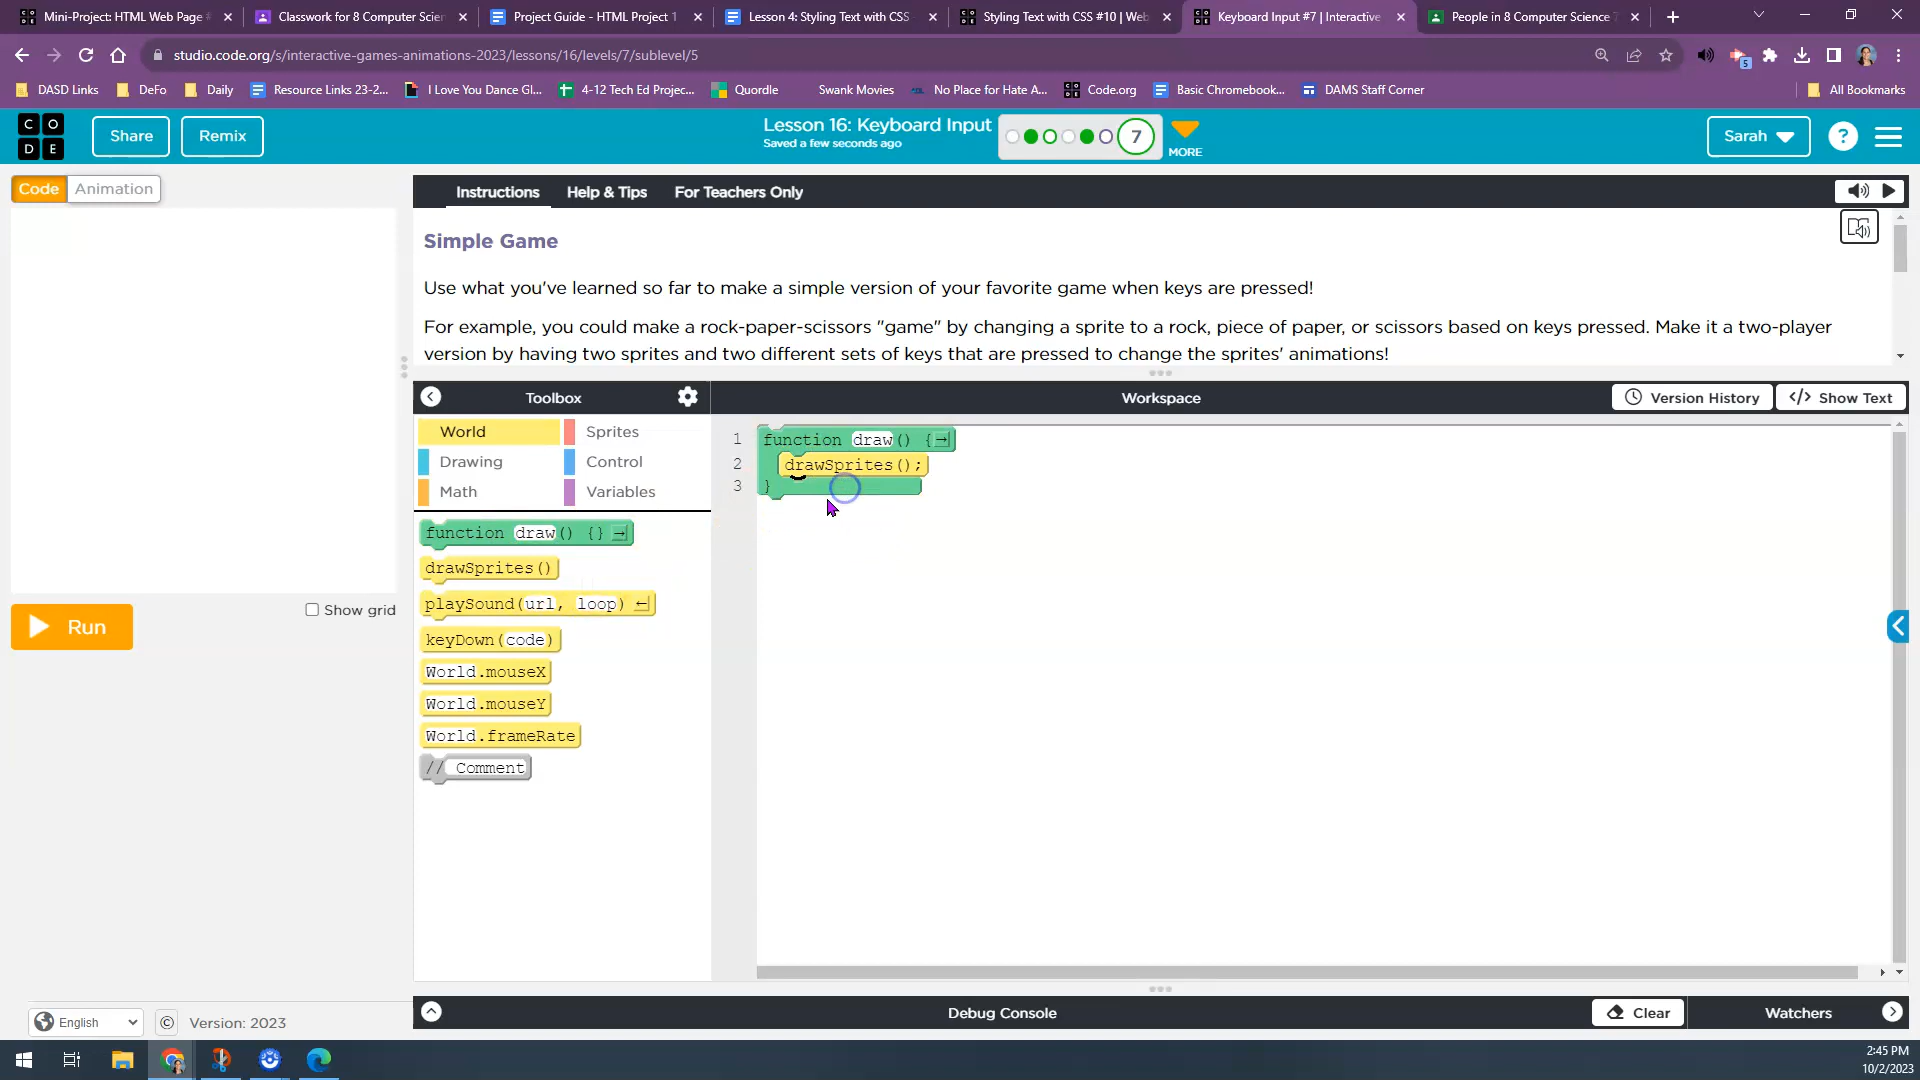 Mini-Project: HTML Web Page #
Classwork for 8 Computer Scien
Project Guide - HTML Project 1
Lesson 4: Styling Text with CSS
Styling Text with CSS #10 | Web
Keyboard Input #7 | Interactive
People in 8 Computer Science 7
studio.code.org/s/interactive-games-animations-2023/lessons/16/levels/7/sublevel/5
5
DASD Links
DeFo
Daily
Resource Links 23-2...
I Love You Dance Gl...
4-12 Tech Ed Projec...
Quordle
Swank Movies
No Place for Hate A...
Code.org
Basic Chromebook...
DAMS Staff Corner
All Bookmarks
C O
D E
Share
Remix
Lesson 16: Keyboard Input
Saved a few seconds ago
7
MORE
Sarah
?
Code
Animation
Instructions
Help & Tips
For Teachers Only
Simple Game
Use what you've learned so far to make a simple version of your favorite game when keys are pressed!
For example, you could make a rock-paper-scissors "game" by changing a sprite to a rock, piece of paper, or scissors based on keys pressed. Make it a two-player
version by having two sprites and two different sets of keys that are pressed to change the sprites' animations!
Toolbox
Workspace
Version History
</> Show Text
World
Sprites
Drawing
Control
Math
Variables
function draw() {} →
drawSprites()
playSound(url, loop) ←
keyDown(code)
World.mouseX
World.mouseY
World.frameRate
// Comment
1 function draw() { →
2 drawSprites();
3 }
Show grid
Run
Debug Console
Clear
Watchers
English
© Version: 2023
2:45 PM
10/2/2023